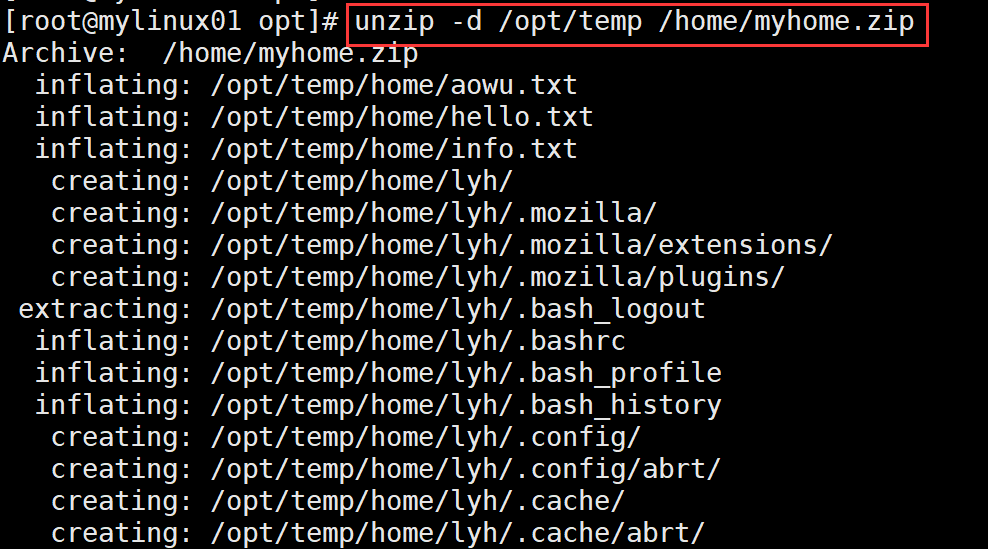 [root@mylinux01 opt]# unzip -d /opt/temp /home/myhome.zip
Archive:  /home/myhome.zip
  inflating: /opt/temp/home/aowu.txt
  inflating: /opt/temp/home/hello.txt
  inflating: /opt/temp/home/info.txt
   creating: /opt/temp/home/lyh/
   creating: /opt/temp/home/lyh/.mozilla/
   creating: /opt/temp/home/lyh/.mozilla/extensions/
   creating: /opt/temp/home/lyh/.mozilla/plugins/
 extracting: /opt/temp/home/lyh/.bash_logout
  inflating: /opt/temp/home/lyh/.bashrc
  inflating: /opt/temp/home/lyh/.bash_profile
  inflating: /opt/temp/home/lyh/.bash_history
   creating: /opt/temp/home/lyh/.config/
   creating: /opt/temp/home/lyh/.config/abrt/
   creating: /opt/temp/home/lyh/.cache/
   creating: /opt/temp/home/lyh/.cache/abrt/